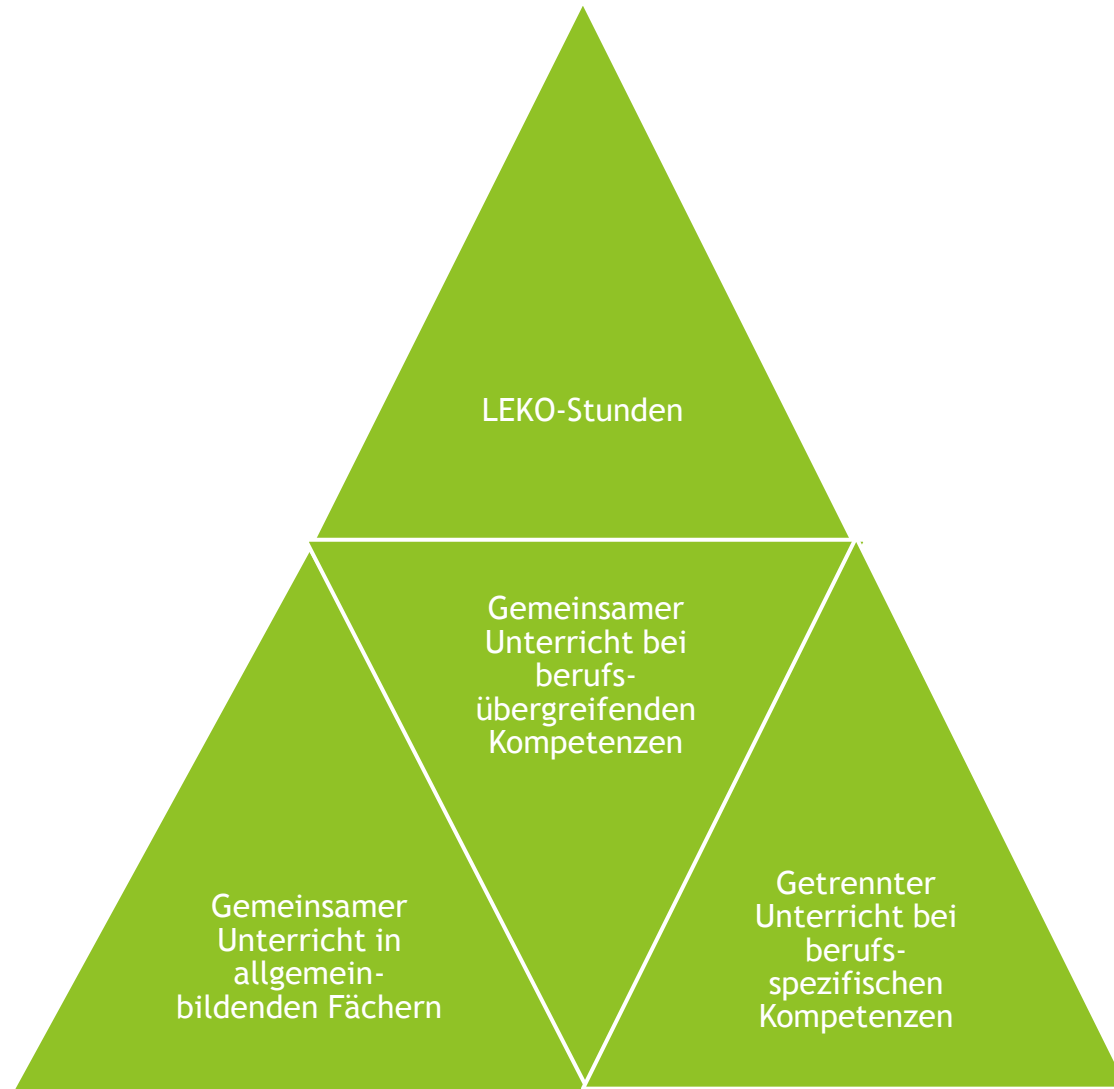 LEKO-Stunden
Gemeinsamer
Unterricht bei
berufs-
übergreifenden
Kompetenzen
Gemeinsamer
Unterricht in
allgemein-
bildenden Fächern
Getrennter
Unterricht bei
berufs-
spezifischen
Kompetenzen